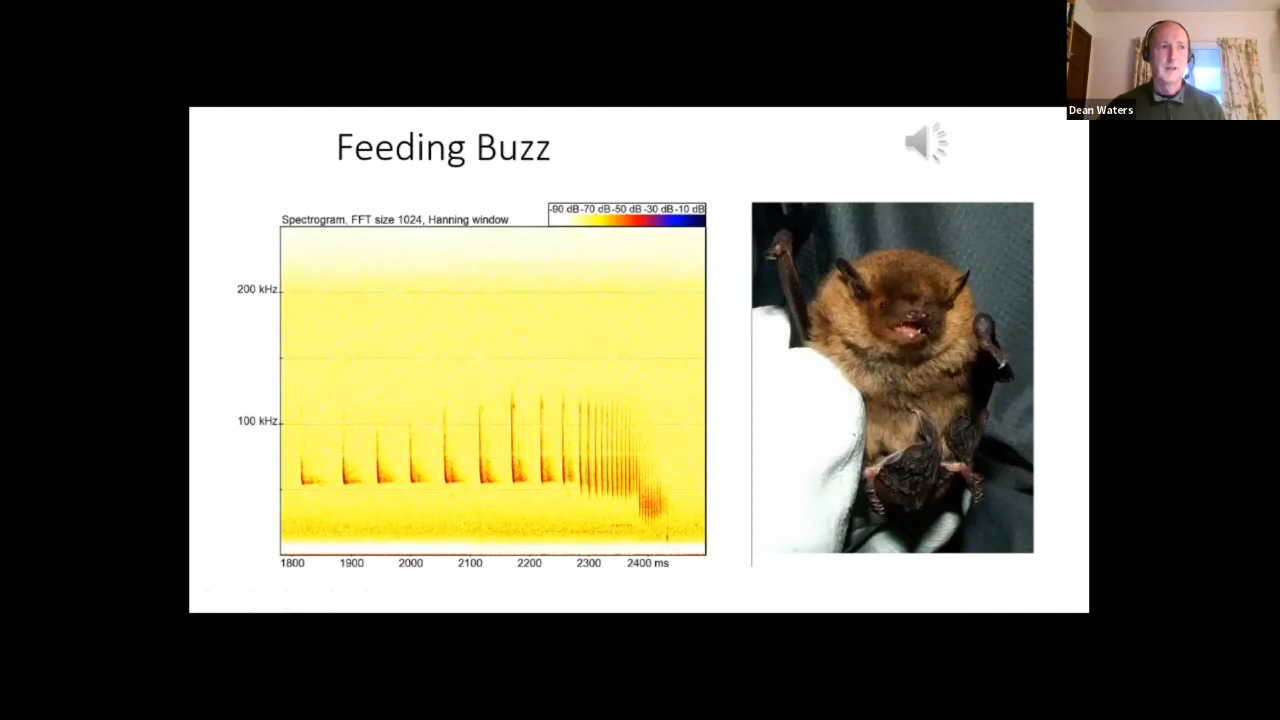 Dean Waters
Feeding Buzz
-90 dB -70 dB -50 dB -30 dB -10 dB
Spectrogram, FFT size 1024, Hanning window
200 kHz
100 kHz
1800 1900 2000 2100 2200 2300 2400 ms